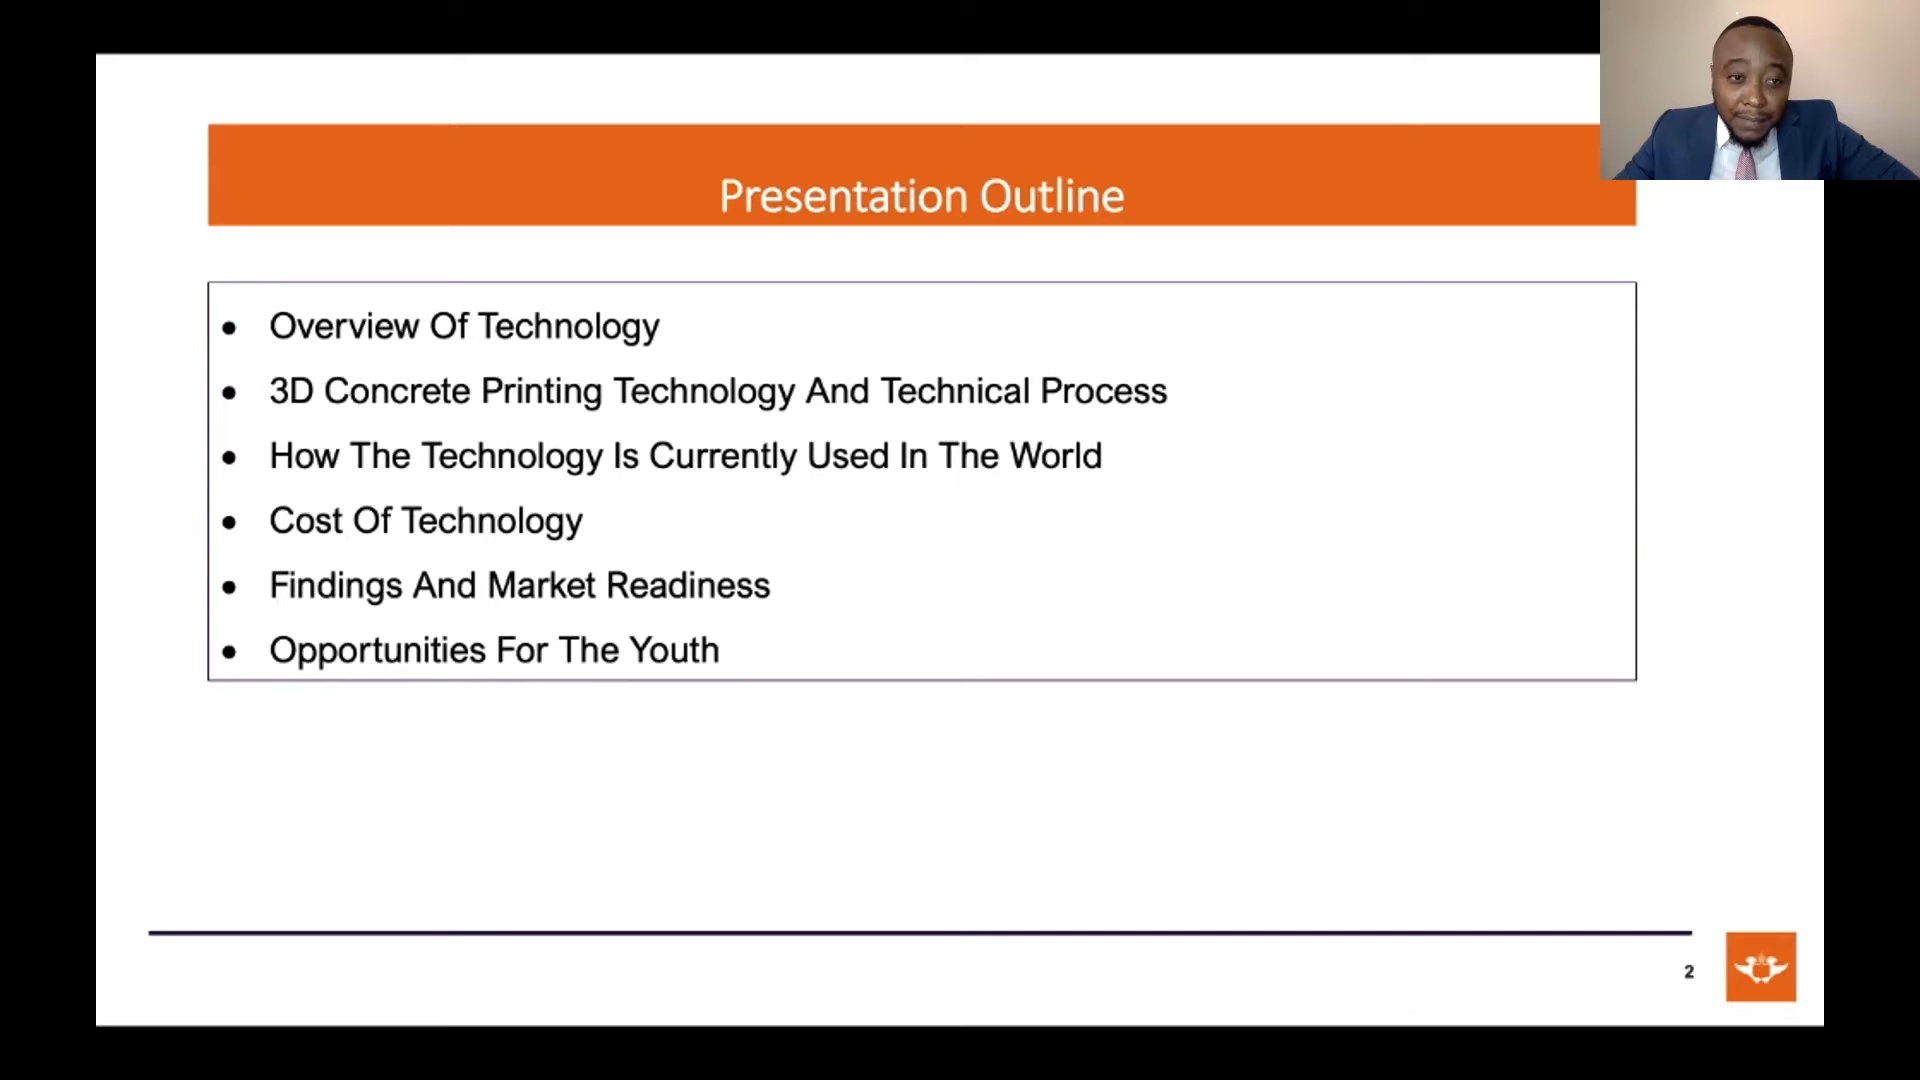 Presentation Outline
• Overview Of Technology
• 3D Concrete Printing Technology And Technical Process
• How The Technology Is Currently Used In The World
• Cost Of Technology
• Findings And Market Readiness
• Opportunities For The Youth
2